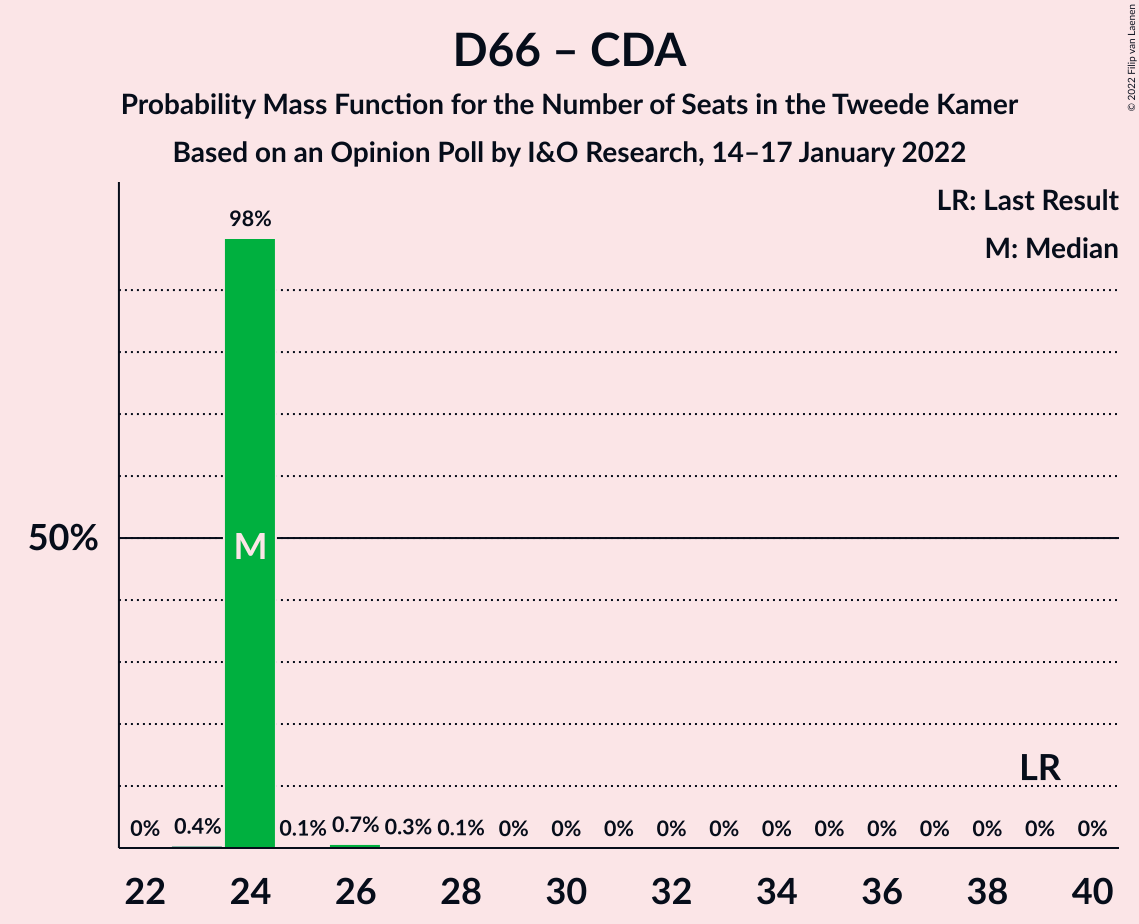 D66 – CDA
Probability Mass Function for the Number of Seats in the Tweede Kamer
Based on an Opinion Poll by I&O Research, 14–17 January 2022
© 2022 Filip van Laenen
LR: Last Result
M: Median
98%
50%
M
LR
0% 0.4% 0.1% 0.7% 0.3% 0.1% 0% 0% 0% 0% 0% 0% 0% 0% 0% 0% 0% 0%
22 24 26 28 30 32 34 36 38 40